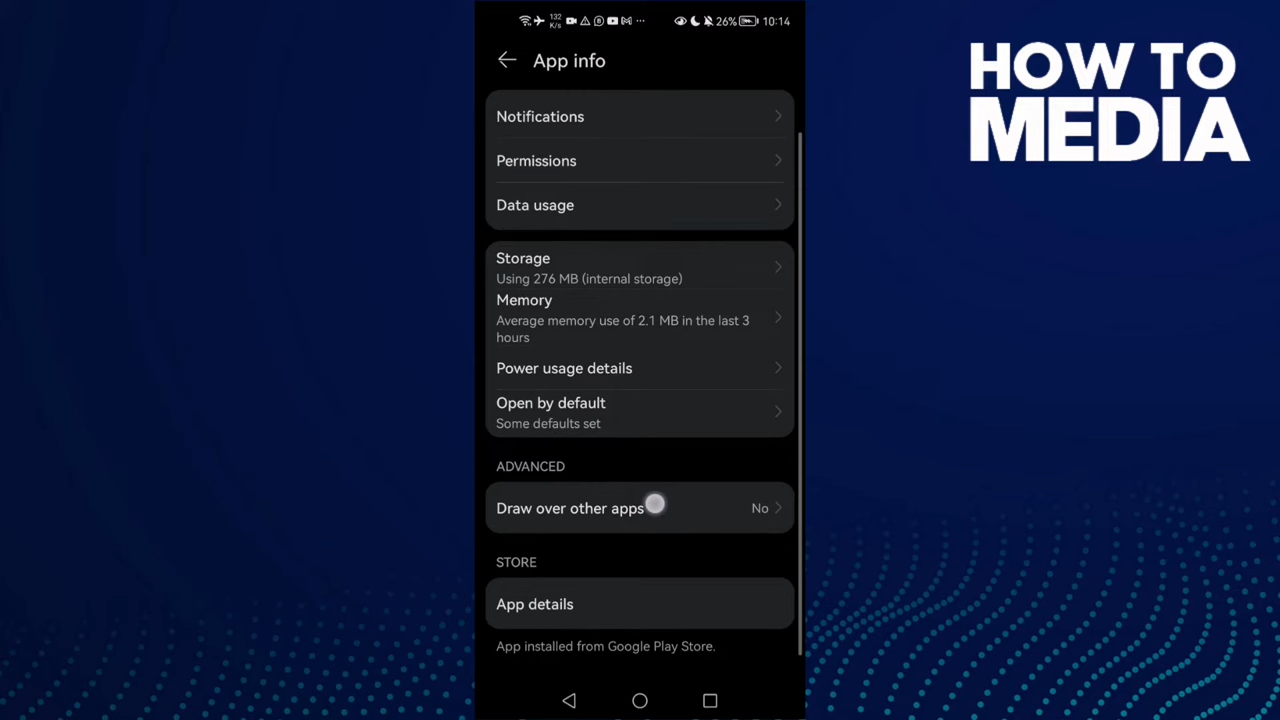 132
K/s
26%
10:14
App info
HOW TO
MEDIA
Notifications
Permissions
Data usage
Storage
Using 276 MB (internal storage)
Memory
Average memory use of 2.1 MB in the last 3
hours
Power usage details
Open by default
Some defaults set
ADVANCED
Draw over other apps
No
STORE
App details
App installed from Google Play Store.